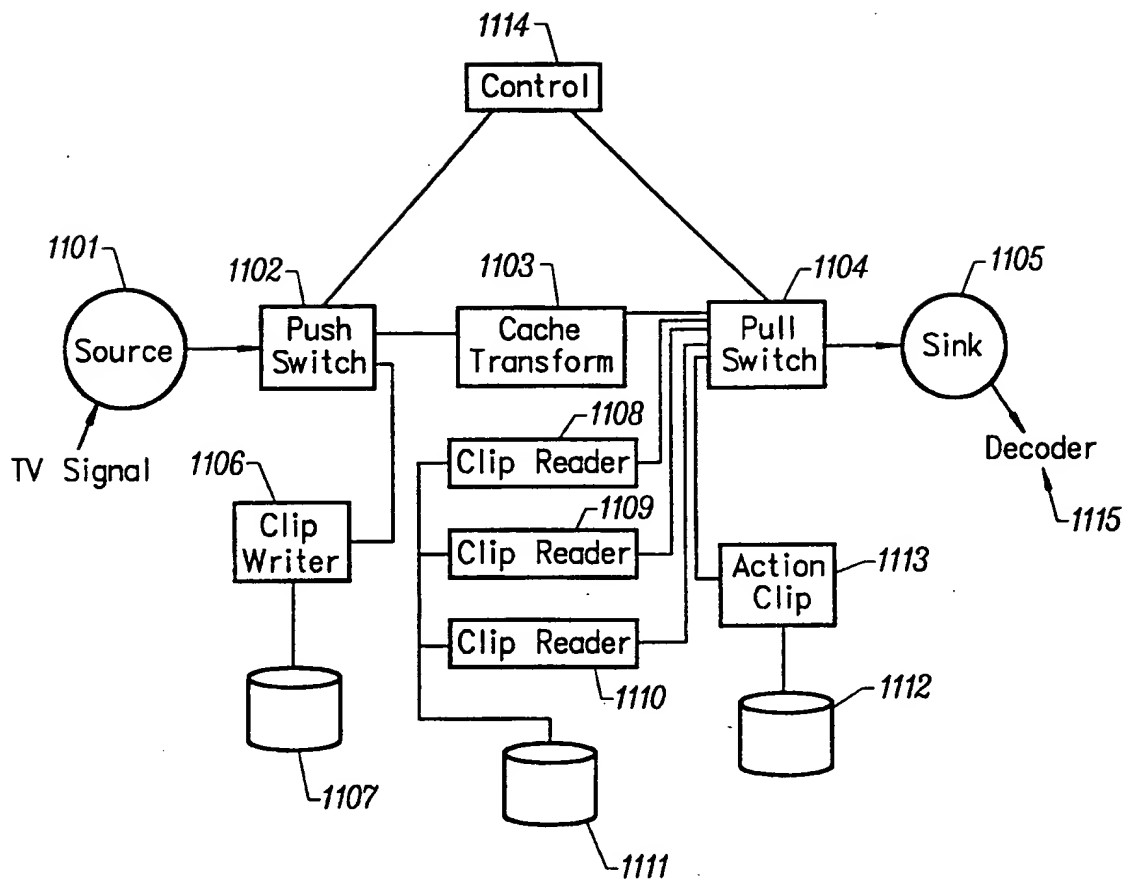 1114
Control
1101
1102
1103
1104
1105
Source
Push
Switch
Cache
Transform
Pull
Switch
Sink
TV Signal
1106
1108
Clip Reader
Decoder
1115
Clip
Writer
1109
Clip Reader
Action
Clip
1113
Clip Reader
1110
1107
1112
1111